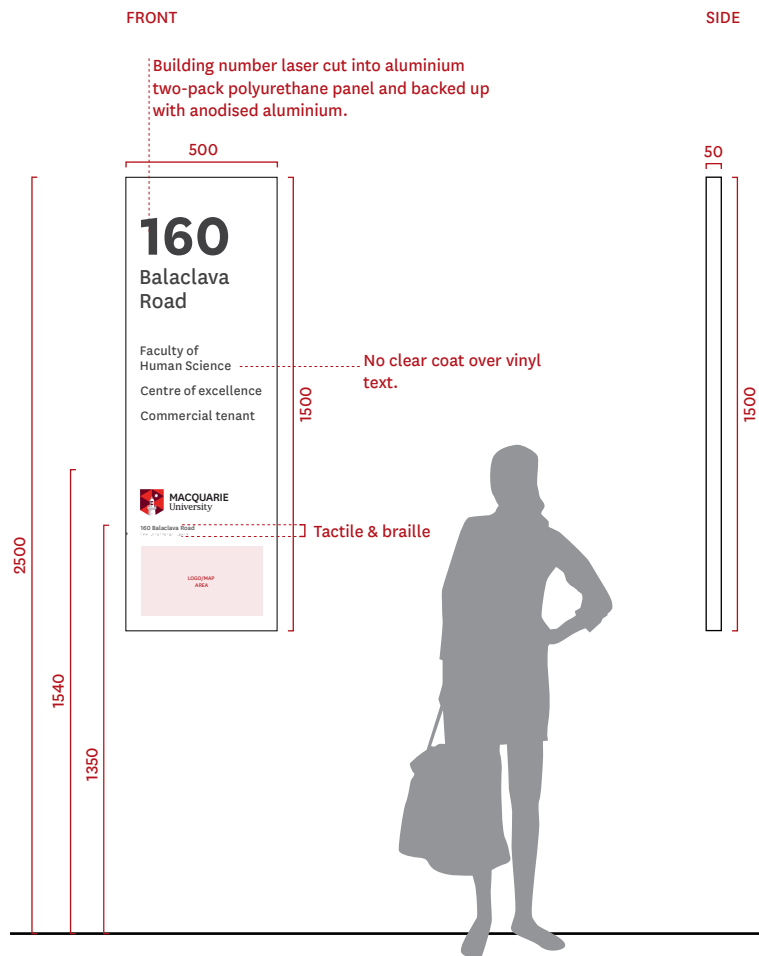 FRONT
SIDE
Building number laser cut into aluminium
two-pack polyurethane panel and backed up
with anodised aluminium.
500
50
160
Balaclava
Road
Faculty of
Human Science
No clear coat over vinyl
text.
Centre of excellence
Commercial tenant
1500
1500
MACQUARIE
University
160 Balaclava Road
Tactile & braille
LOGO/MAP
AREA
2500
1540
1350